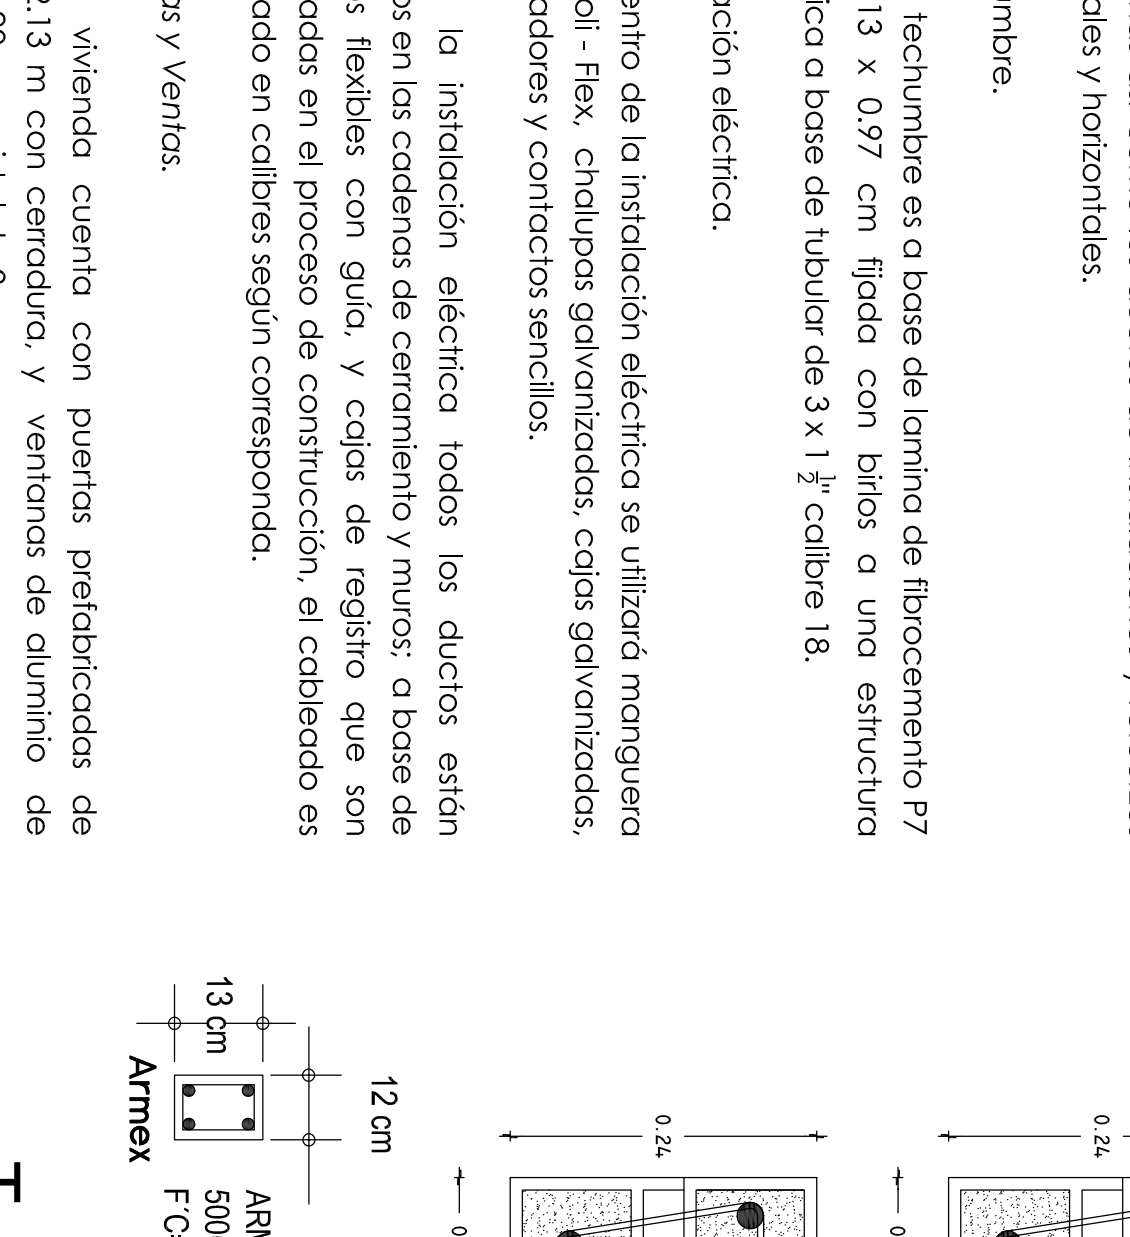 ales y horizontales.
umbre.
techumbre es a base de lamina de fibrocemento P7
13 x 0.97 cm fijada con birlos a una estructura
ica a base de tubular de 3 x 1 1/2" calibre 18.
ación eléctrica.
entro de la instalación eléctrica se utilizará manguera
oli - Flex, chalupas galvanizadas, cajas galvanizadas,
adores y contactos sencillos.
la instalación eléctrica todos los ductos están
os en las cadenas de cerramiento y muros; a base de
s flexibles con guía, y cajas de registro que son
adas en el proceso de construcción, el cableado es
ado en calibres según corresponda.
as y Ventas.
vivienda cuenta con puertas prefabricadas de
2.13 m con cerradura, y ventanas de aluminio de
0.24
0.24
0
0
12 cm
13 cm
Armex
ARM
500
F´C=
T